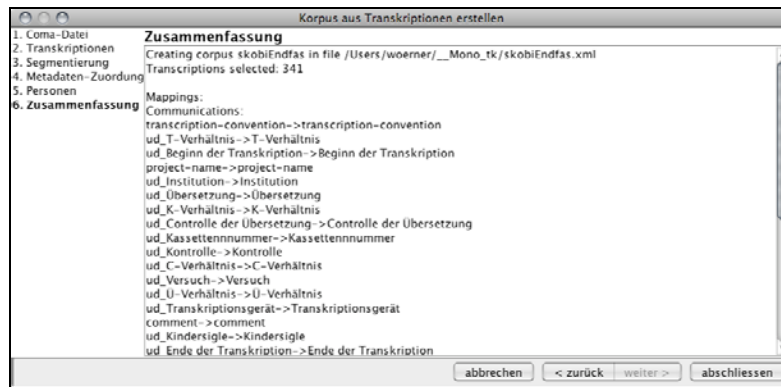 Korpus aus Transkriptionen erstellen
1. Coma-Datei
2. Transkriptionen
3. Segmentierung
4. Metadaten-Zuordung
5. Personen
6. Zusammenfassung
Zusammenfassung
Creating corpus skobiEndfas in file /Users/woerner/__Mono_tk/skobiEndfas.xml
Transcriptions selected: 341
Mappings:
Communications:
transcription-convention->transcription-convention
ud_T-Verhältnis->T-Verhältnis
ud_Beginn der Transkription->Beginn der Transkription
project-name->project-name
ud_Institution->Institution
ud_Übersetzung->Übersetzung
ud_K-Verhältnis->K-Verhältnis
ud_Controlle der Übersetzung->Controlle der Übersetzung
ud_Kassettennnummer->Kassettennnummer
ud_Kontrolle->Kontrolle
ud_C-Verhältnis->C-Verhältnis
ud_Versuch->Versuch
ud_Ü-Verhältnis->Ü-Verhältnis
ud_Transkriptionsgerät->Transkriptionsgerät
comment->comment
ud_Kindersigle->Kindersigle
ud_Ende der Transkription->Ende der Transkription
abbrechen < zurück weiter > abschliessen